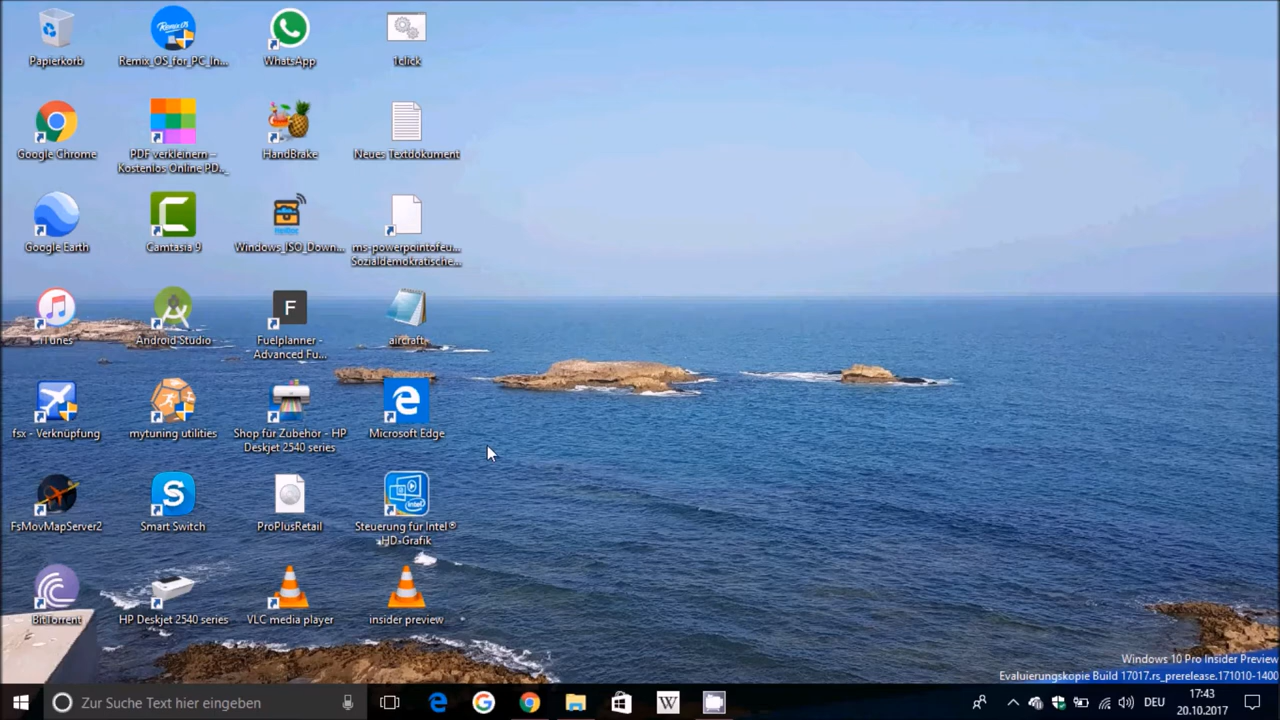 Papierkorb
Remix_OS_for_PC_In...
WhatsApp
1click
Google Chrome
PDF verkleinern –
Kostenlos Online PD...
HandBrake
Neues Textdokument
Google Earth
Camtasia 9
Windows_ISO_Down...
ms-powerpointofeu...
Sozialdemokratische...
iTunes
Android Studio
F
Fuelplanner -
Advanced Fu...
aircraft
fsx - Verknüpfung
mytuning utilities
Shop für Zubehör - HP
Deskjet 2540 series
Microsoft Edge
FsMovMapServer2
Smart Switch
ProPlusRetail
Steuerung für Intel®
HD-Grafik
BitTorrent
HP Deskjet 2540 series
VLC media player
insider preview
Windows 10 Pro Insider Preview
Evaluierungskopie Build 17017.rs_prerelease.171010-1400
Zur Suche Text hier eingeben
W
DEU
17:43
20.10.2017